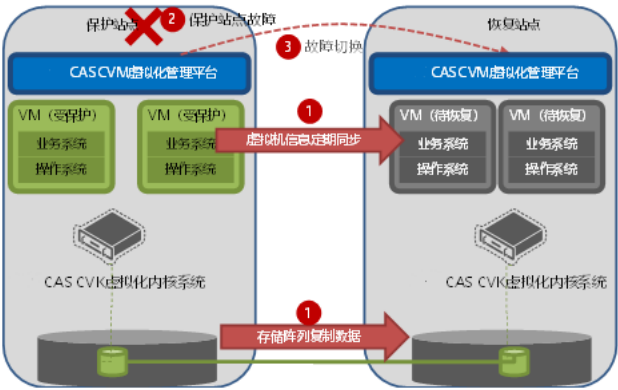 保护站点
2 保护站点故障
恢复站点
3 故障切换
CAS CVM虚拟化管理平台
CAS CVM虚拟化管理平台
VM（受保护）
业务系统
操作系统
VM（受保护）
业务系统
操作系统
1
虚拟机信息定期同步
VM（待恢复）
业务系统
操作系统
VM（待恢复）
业务系统
操作系统
CAS CVK虚拟化内核系统
CAS CVK虚拟化内核系统
1
存储阵列复制数据